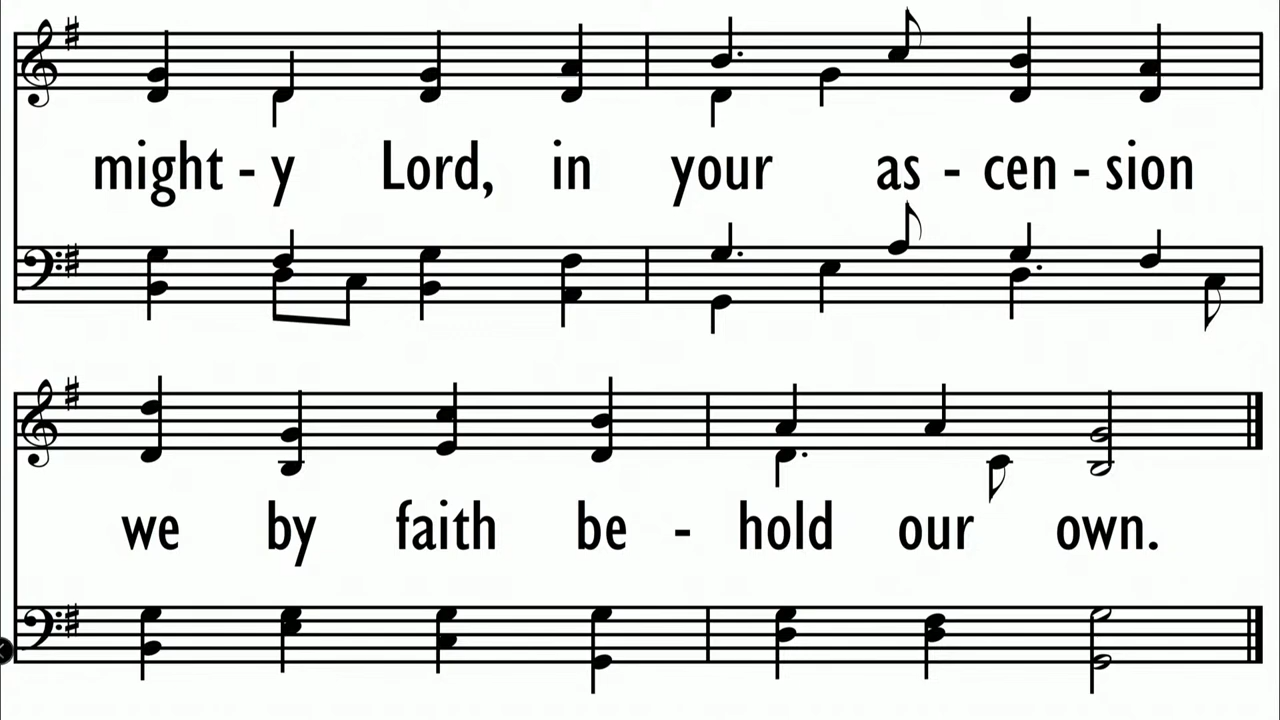 might - y Lord, in your as - cen - sion
we by faith be - hold our own.